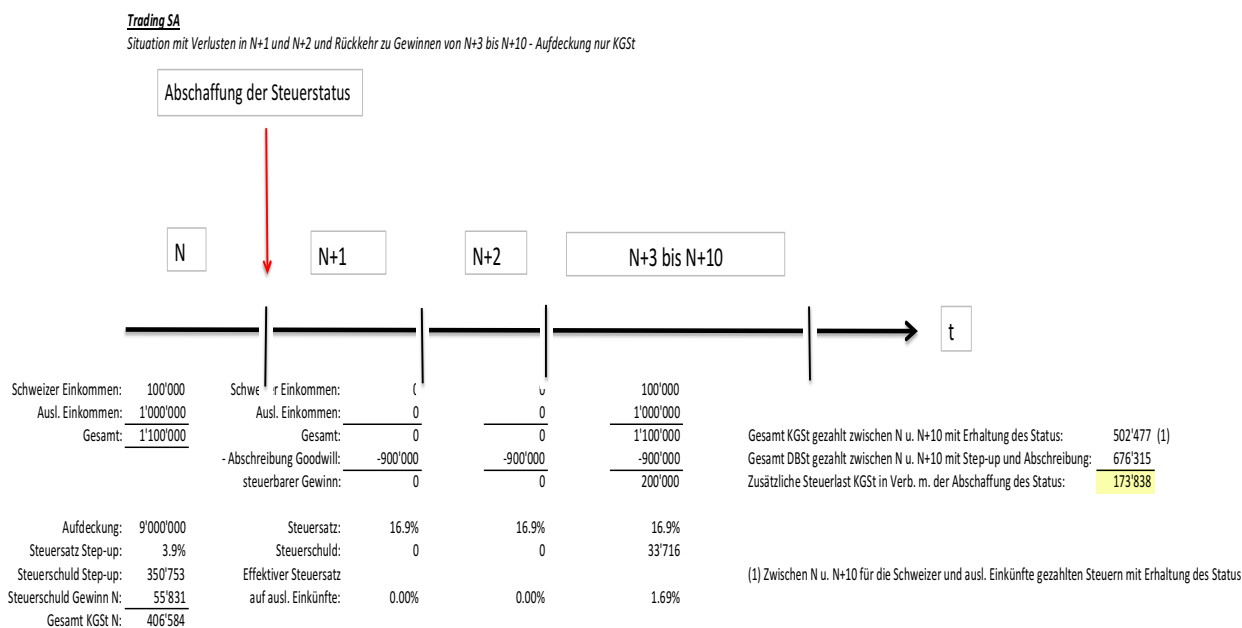 Trading SA
Situation mit Verlusten in N+1 und N+2 und Rückkehr zu Gewinnen von N+3 bis N+10 - Aufdeckung nur KGSt
Abschaffung der Steuerstatus
N
N+1
N+2
N+3 bis N+10
t
Schweizer Einkommen: 100'000
Ausl. Einkommen: 1'000'000
Gesamt: 1'100'000
Einkommen: 100'000
Ausl. Einkommen: 0 0 1'000'000
Gesamt: 0 0 1'100'000
- Abschreibung Goodwill: -900'000 -900'000 -900'000
steuerbarer Gewinn: 0 0 200'000
Gesamt KGSt gezahlt zwischen N u. N+10 mit Erhaltung des Status: 502'477 (1)
Gesamt DBSt gezahlt zwischen N u. N+10 mit Step-up und Abschreibung: 676'315
Zusätzliche Steuerlast KGSt in Verb. m. der Abschaffung des Status: 173'838
Aufdeckung: 9'000'000
Steuersatz Step-up: 3.9%
Steuerschuld Step-up: 350'753
Steuerschuld Gewinn N: 55'831
Gesamt KGSt N: 406'584
Steuersatz: 16.9% 16.9% 16.9%
Steuerschuld: 0 0 33'716
Effektiver Steuersatz
auf ausl. Einkünfte: 0.00% 0.00% 1.69%
(1) Zwischen N u. N+10 für die Schweizer und ausl. Einkünfte gezahlten Steuern mit Erhaltung des Status